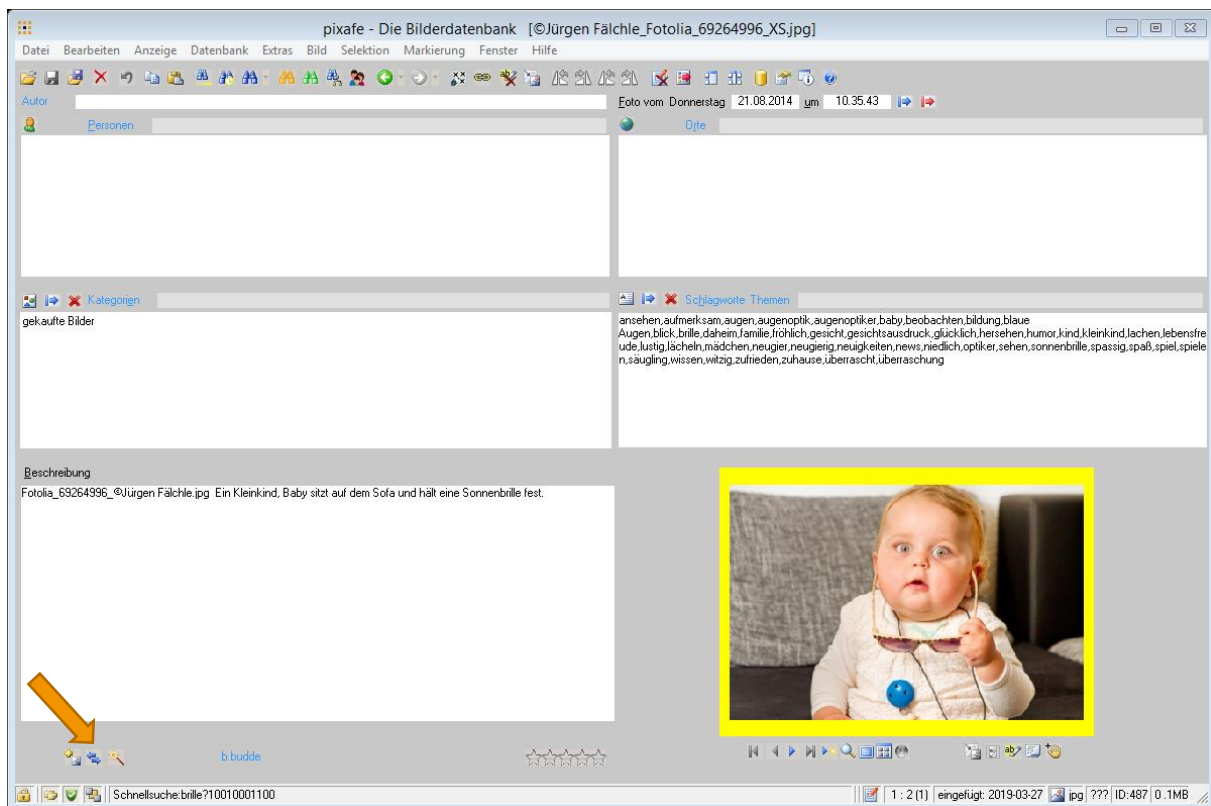 pixafe - Die Bilderdatenbank [©Jürgen Fälchle_Fotolia_69264996_XS.jpg]
Datei Bearbeiten Anzeige Datenbank Extras Bild Selektion Markierung Fenster Hilfe
Autor
Foto vom Donnerstag 21.08.2014 um 10.35.43
Personen
Orte
Kategorien
Schlagworte Themen
gekaufte Bilder
ansehen,aufmerksam,augen,augenoptik,augenoptiker,baby,beobachten,bildung,blaue
Augen,blick,brille,daheim,familie,fröhlich,gesicht,gesichtsausdruck,glücklich,hersehen,humor,kind,kleinkind,lachen,lebensfre
ude,lustig,lächeln,mädchen,neugier,neugierig,neuigkeiten,news,niedlich,optiker,sehen,sonnenbrille,spassig,spaß,spiel,spiele
n,säugling,wissen,witzig,zufrieden,zuhause,überrascht,überraschung
Beschreibung
Fotolia_69264996_©Jürgen Fälchle.jpg Ein Kleinkind, Baby sitzt auf dem Sofa und hält eine Sonnenbrille fest.
b.budde
Schnellsuche:brille?10010001100
1 : 2 (1) eingefügt: 2019-03-27 jpg ??? ID:487 0.1MB